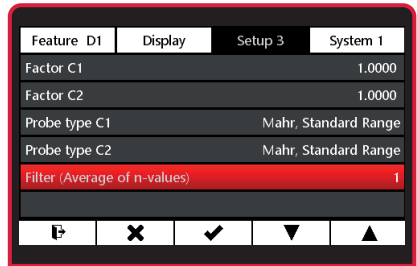 Feature D1 Display Setup 3 System 1
Factor C1 1.0000
Factor C2 1.0000
Probe type C1 Mahr, Standard Range
Probe type C2 Mahr, Standard Range
Filter (Average of n-values) 1